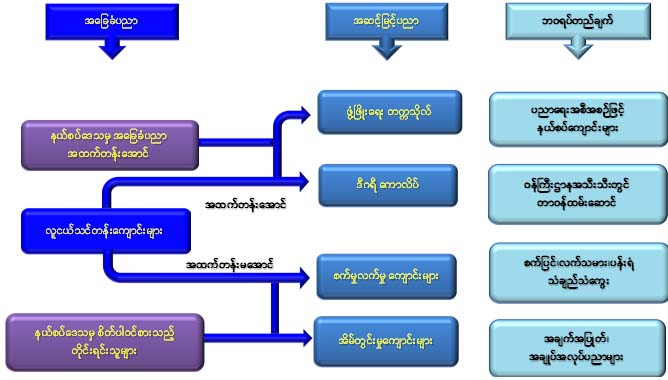 အခြေခံပညာ
အဆင့်မြင့်ပညာ
ဘဝရပ်တည်ချက်
နယ်စပ်ဒေသမှ အခြေခံပညာ
အထက်တန်းအောင်
ဖွံ့ဖြိုးရေး တက္ကသိုလ်
ပညာရေးအစီအစဉ်ဖြင့်
နယ်စပ်ကျောင်းများ
ဒီဂရီ ကောလိပ်
ဝန်ကြီးဌာနအသီးသီးတွင်
တာဝန်ထမ်းဆောင်
အထက်တန်းအောင်
လူငယ်သင်တန်းကျောင်းများ
အထက်တန်းမအောင်
စက်မှုလက်မှု ကျောင်းများ
စက်ပြင်၊လက်သမား၊ပန်းရံ
သံချည်သံကွေး
နယ်စပ်ဒေသမှ စိတ်ပါဝင်စားသည့်
တိုင်းရင်းသူများ
အိမ်တွင်းမှုကျောင်းများ
အချက်အပြုတ်၊
အချုပ်အလုပ်ပညာများ